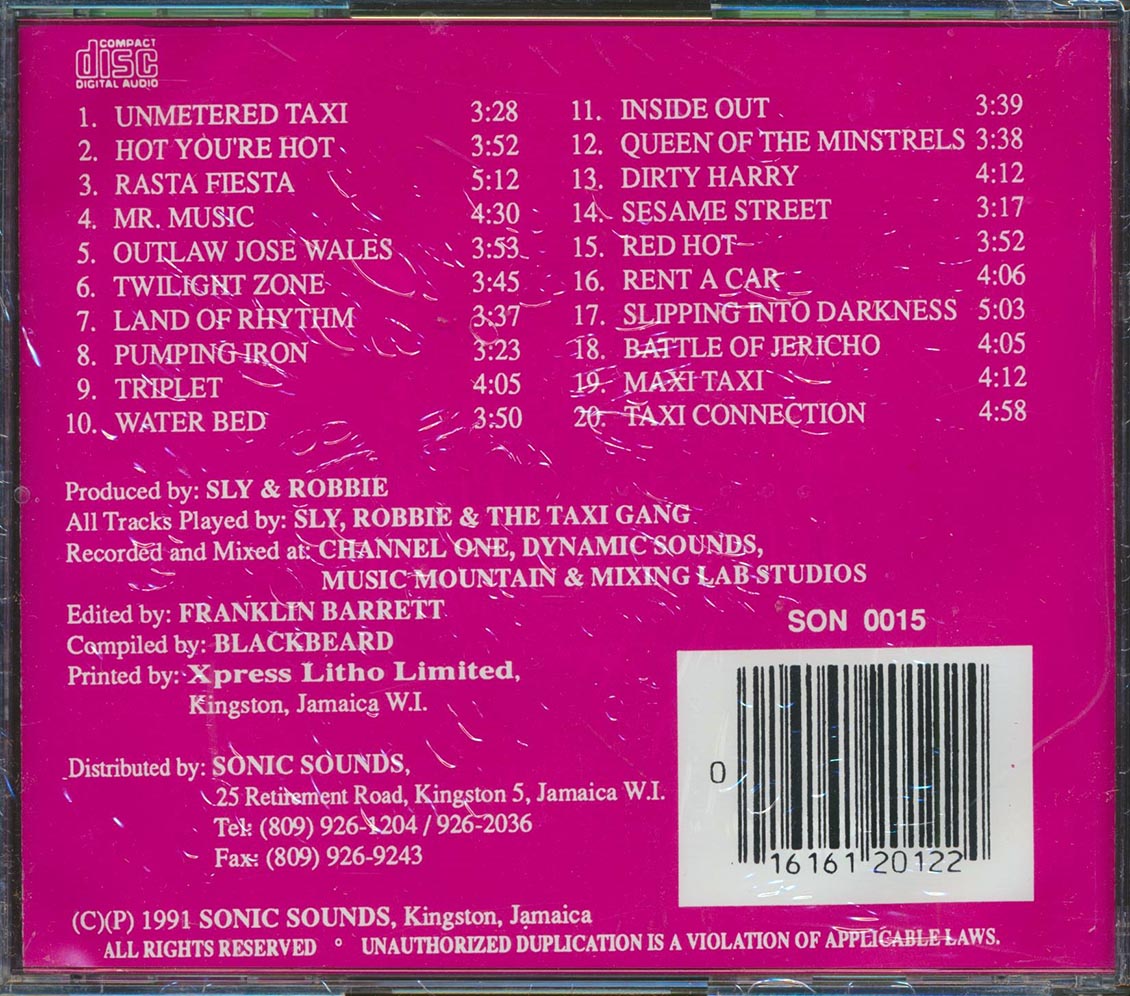 COMPACT
disc
DIGITAL AUDIO
1. UNMETERED TAXI 3:28
2. HOT YOU'RE HOT 3:52
3. RASTA FIESTA 5:12
4. MR. MUSIC 4:30
5. OUTLAW JOSE WALES 3:53
6. TWILIGHT ZONE 3:45
7. LAND OF RHYTHM 3:37
8. PUMPING IRON 3:23
9. TRIPLET 4:05
10. WATER BED 3:50
11. INSIDE OUT 3:39
12. QUEEN OF THE MINSTRELS 3:38
13. DIRTY HARRY 4:12
14. SESAME STREET 3:17
15. RED HOT 3:52
16. RENT A CAR 4:06
17. SLIPPING INTO DARKNESS 5:03
18. BATTLE OF JERICHO 4:05
19. MAXI TAXI 4:12
20. TAXI CONNECTION 4:58
Produced by: SLY & ROBBIE
All Tracks Played by: SLY, ROBBIE & THE TAXI GANG
Recorded and Mixed at: CHANNEL ONE, DYNAMIC SOUNDS,
MUSIC MOUNTAIN & MIXING LAB STUDIOS
Edited by: FRANKLIN BARRETT
Compiled by: BLACKBEARD
Printed by: Xpress Litho Limited,
Kingston, Jamaica W.I.
Distributed by: SONIC SOUNDS,
25 Retirement Road, Kingston 5, Jamaica W.I.
Tel: (809) 926-1204 / 926-2036
Fax: (809) 926-9243
SON 0015
0 16161 20122
(C)(P) 1991 SONIC SOUNDS, Kingston, Jamaica
ALL RIGHTS RESERVED ° UNAUTHORIZED DUPLICATION IS A VIOLATION OF APPLICABLE LAWS.